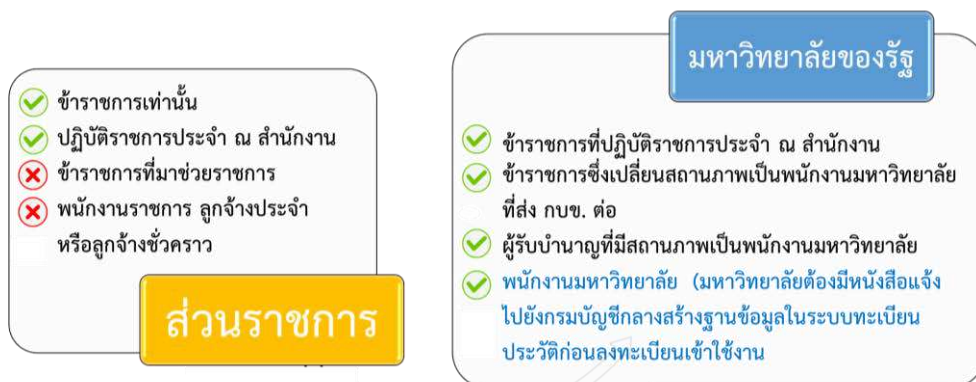 ข้าราชการเท่านั้น
ปฏิบัติราชการประจำ ณ สำนักงาน
ข้าราชการที่มาช่วยราชการ
พนักงานราชการ ลูกจ้างประจำ
หรือลูกจ้างชั่วคราว
ส่วนราชการ
มหาวิทยาลัยของรัฐ
ข้าราชการที่ปฏิบัติราชการประจำ ณ สำนักงาน
ข้าราชการซึ่งเปลี่ยนสถานภาพเป็นพนักงานมหาวิทยาลัย
ที่ส่ง กบข. ต่อ
ผู้รับบำนาญที่มีสถานภาพเป็นพนักงานมหาวิทยาลัย
พนักงานมหาวิทยาลัย (มหาวิทยาลัยต้องมีหนังสือแจ้ง
ไปยังกรมบัญชีกลางสร้างฐานข้อมูลในระบบทะเบียน
ประวัติก่อนลงทะเบียนเข้าใช้งาน